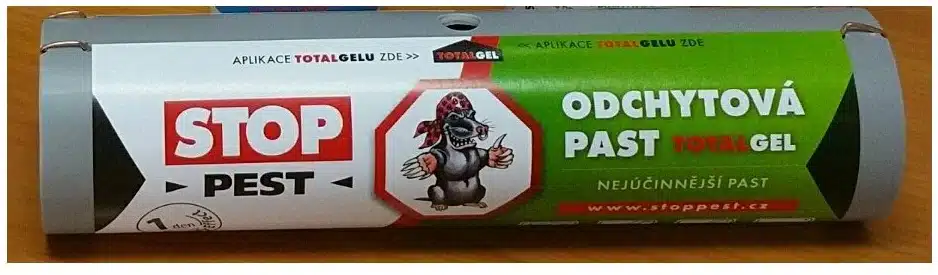 APLIKACE TOTALGELU ZDE >>
TOTALGEL
<< APLIKACE TOTALGELU ZDE
STOP
PEST
1
den
ODCHYTOVÁ
PAST TOTALGEL
NEJÚČINNĚJŠÍ PAST
www.stoppest.cz